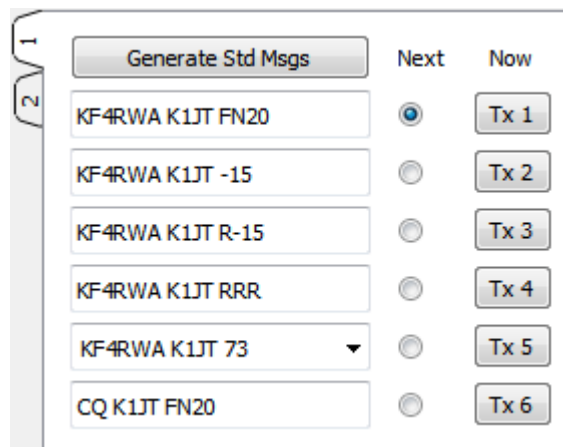 1
2
Generate Std Msgs Next Now
KF4RWA K1JT FN20 Tx 1
KF4RWA K1JT -15 Tx 2
KF4RWA K1JT R-15 Tx 3
KF4RWA K1JT RRR Tx 4
KF4RWA K1JT 73 Tx 5
CQ K1JT FN20 Tx 6